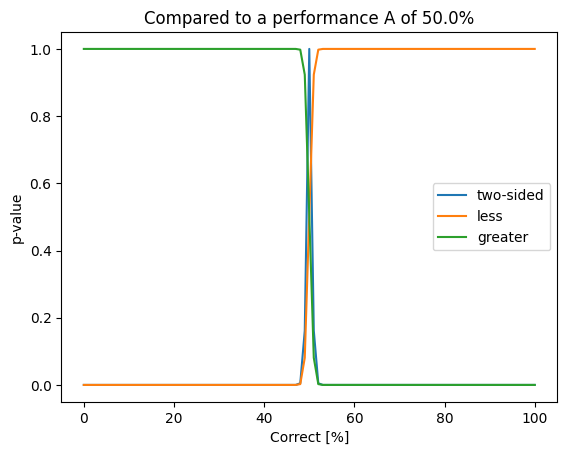 Compared to a performance A of 50.0%
1.0
0.8
0.6
0.4
0.2
0.0
p-value
two-sided
less
greater
0
20
40
60
80
100
Correct [%]